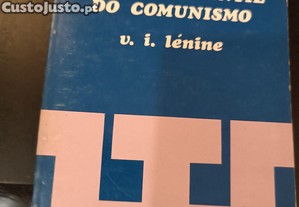 CustoJusto.pt
DO COMUNISMO
v. i. lénine